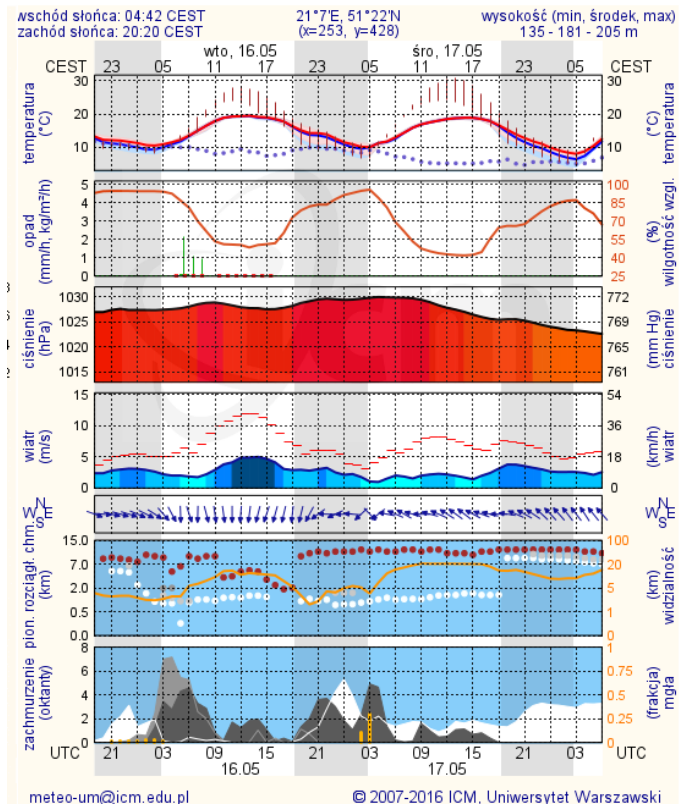 wschód słońca: 04:42 CEST 21°7'E, 51°22'N wysokość (min, środek, max)
zachód słońca: 20:20 CEST (x=253, y=428) 135 - 181 - 205 m
wto, 16.05 śro, 17.05
CEST 23 05 11 17 23 05 11 17 23 05 CEST
temperatura (°C) 30 20 10 30 20 10 temperatura (°C)
opad (mm/h, kg/m²/h) 5 4 3 2 1 0 100 85 70 55 40 25 wilgotność wzgl. (%)
ciśnienie (hPa) 1030 1025 1020 1015 772 769 765 761 (mm Hg) ciśnienie
wiatr (m/s) 15 10 5 0 54 36 18 0 (km/h) wiatr
N W E S N W E S
pion. rozciągł. chm. (km) 15.0 7.0 2.0 0.5 0.0 100 20 5 1 0 (km) widzialność
zachmurzenie (oktanty) 8 6 4 2 0 1 0.75 0.5 0.25 0 (frakcja) mgła
UTC 21 03 09 15 21 03 09 15 21 03 UTC
16.05 17.05
meteo-um@icm.edu.pl © 2007-2016 ICM, Uniwersytet Warszawski